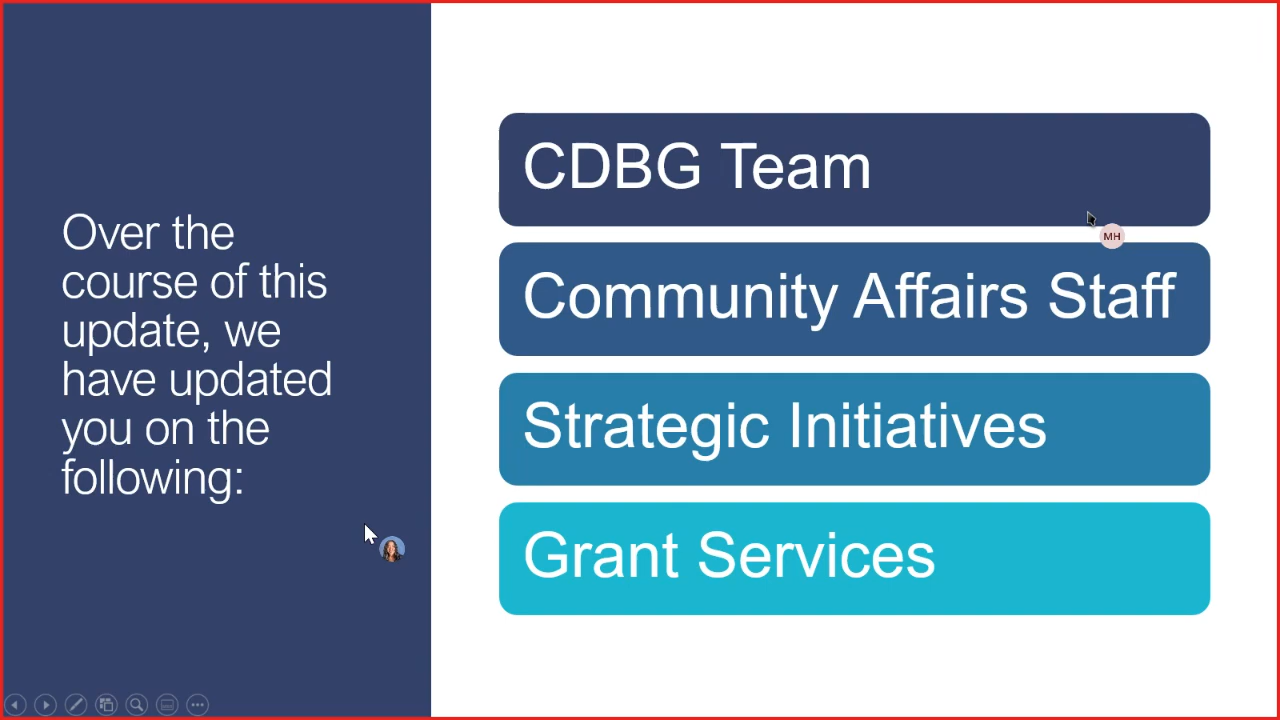 Over the
course of this
update, we
have updated
you on the
following:
CDBG Team
MH
Community Affairs Staff
Strategic Initiatives
Grant Services